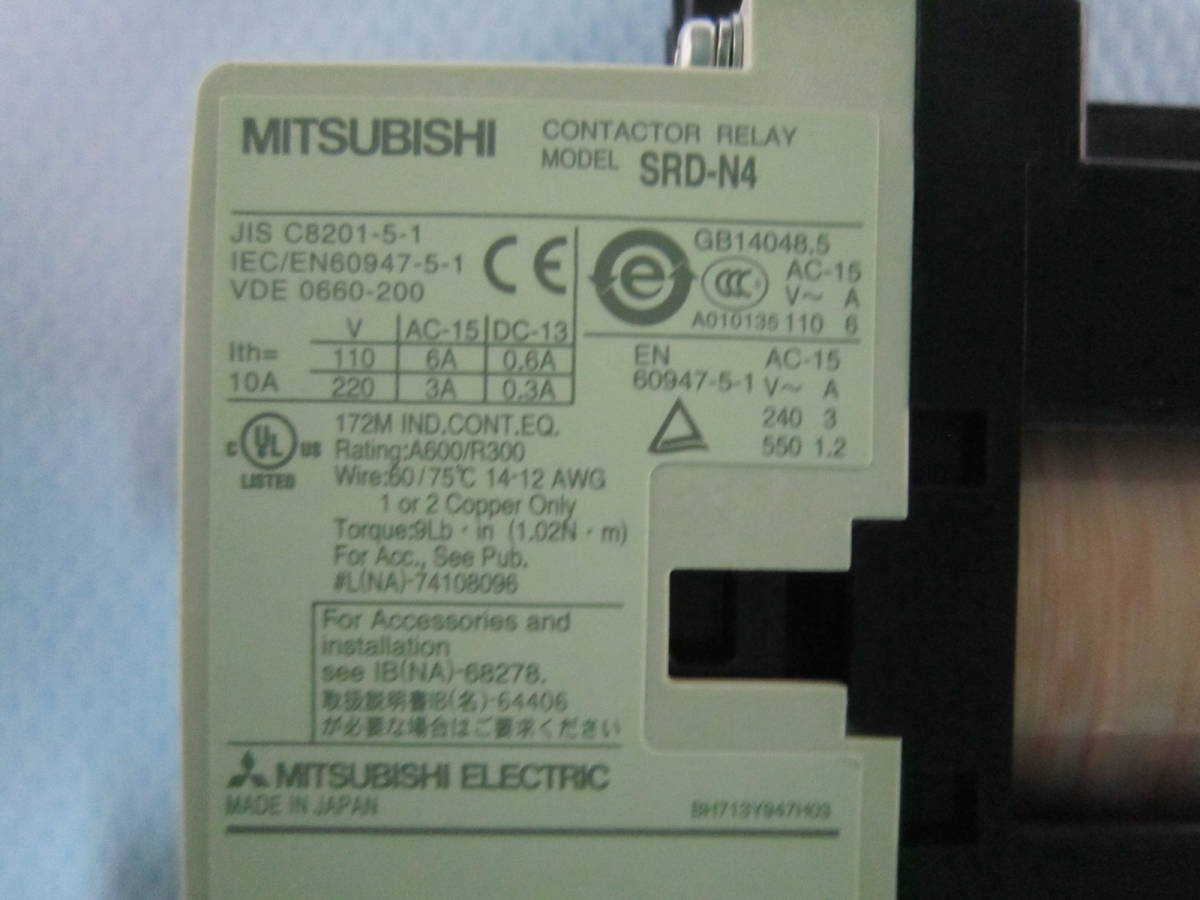 MITSUBISHI
CONTACTOR RELAY
MODEL SRD-N4
JIS C8201-5-1
IEC/EN60947-5-1
VDE 0660-200
CE
Ith=
10A
V AC-15 DC-13
110 6A 0.6A
220 3A 0.3A
e
GB14048.5
CCC AC-15
V~ A
A010135 110 6
EN AC-15
60947-5-1 V~ A
240 3
550 1.2
c UL US
LISTED
172M IND.CONT.EQ.
Rating:A600/R300
Wire:60/75℃ 14-12 AWG
1 or 2 Copper Only
Torque:9Lb・in (1.02N・m)
For Acc., See Pub.
#L(NA)-74108096
For Accessories and
installation
see IB(NA)-68278.
取扱説明書IB(名)-64406
が必要な場合はご要求ください
MITSUBISHI ELECTRIC
MADE IN JAPAN
BH713Y947H03